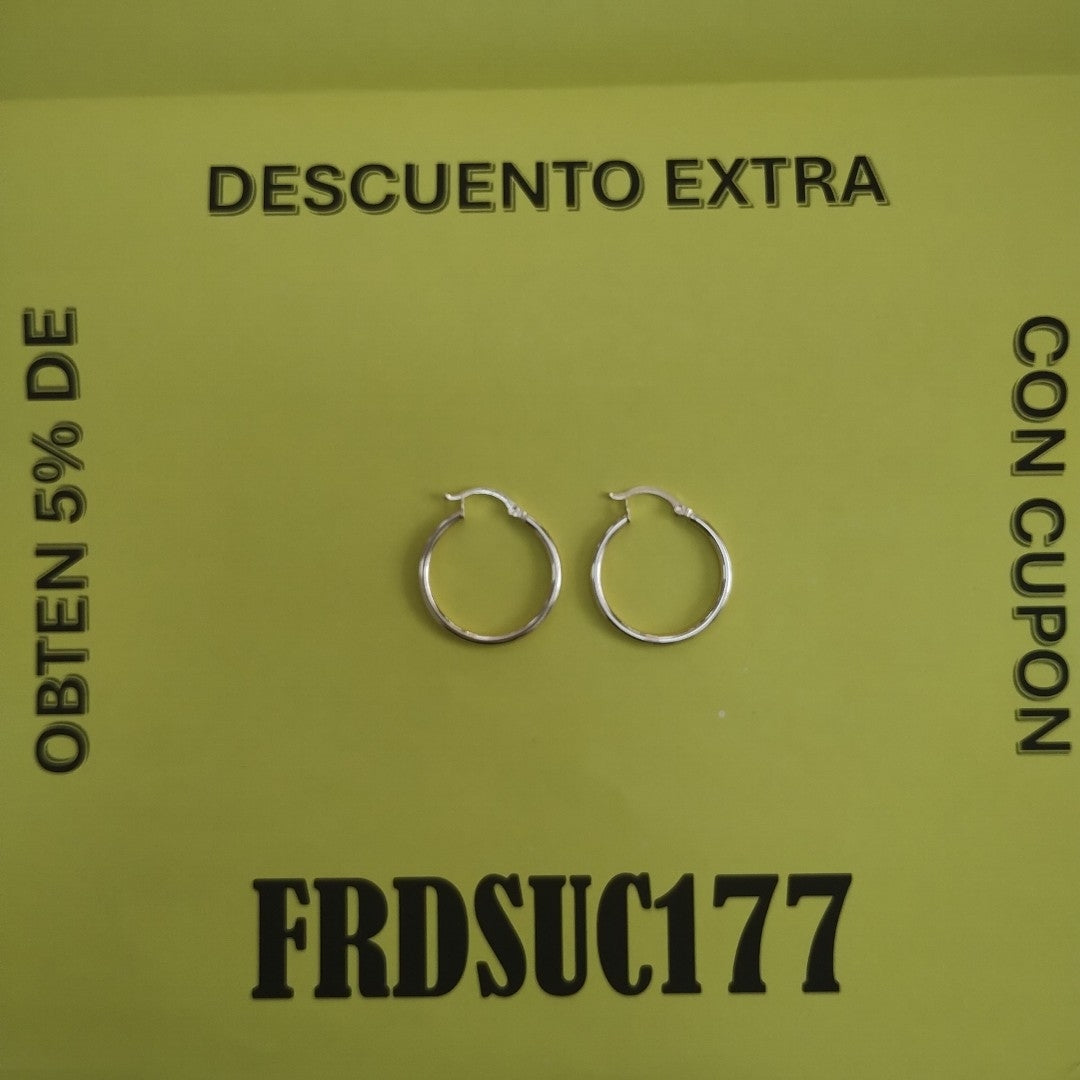 OBTEN 5% DE
DESCUENTO EXTRA
CON CUPON
FRDSUC177